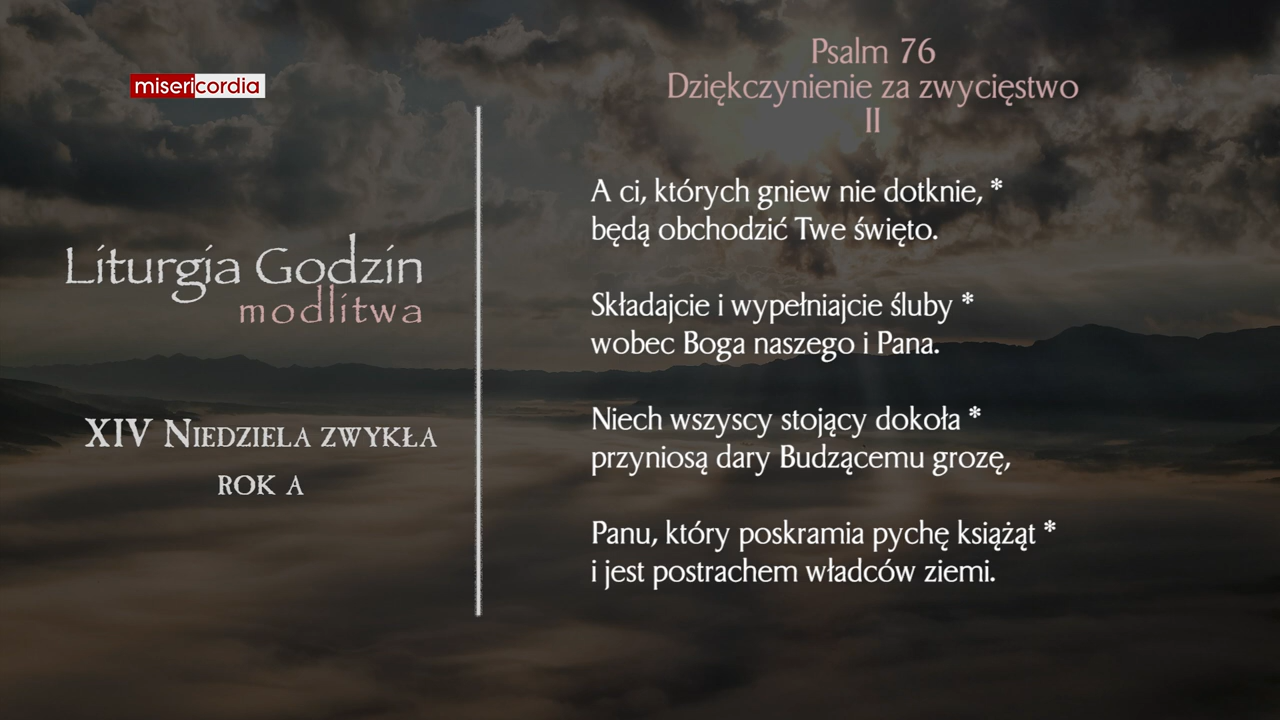 misericordia
Liturgia Godzin
modlitwa
XIV Niedziela zwykła
rok A
Psalm 76
Dziękczynienie za zwycięstwo
II
A ci, których gniew nie dotknie, *
będą obchodzić Twe święto.
Składajcie i wypełniajcie śluby *
wobec Boga naszego i Pana.
Niech wszyscy stojący dokoła *
przyniosą dary Budzącemu grozę,
Panu, który poskramia pychę książąt *
i jest postrachem władców ziemi.